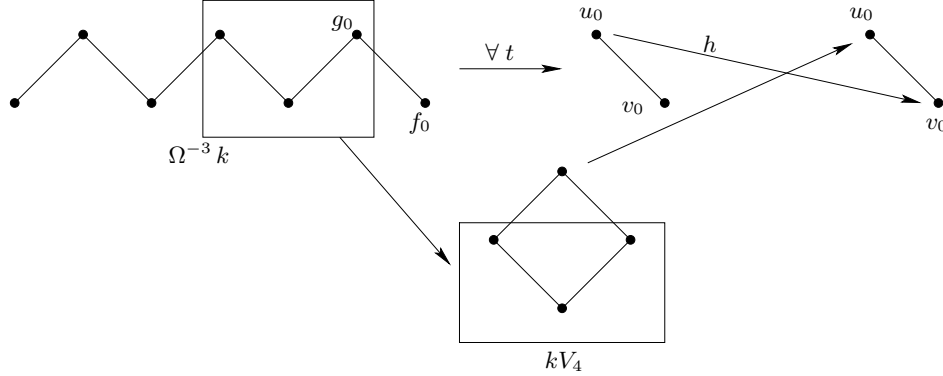 g₀
u₀
u₀
∀ t
h
f₀
v₀
v₀
Ω⁻³ k
kV₄